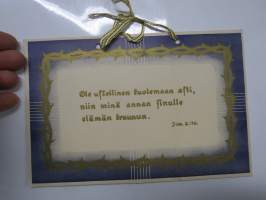 Ole uskollinen kuolemaan asti,
niin minä annan sinulle
elämän kruunun.
Ilm. 2:10.